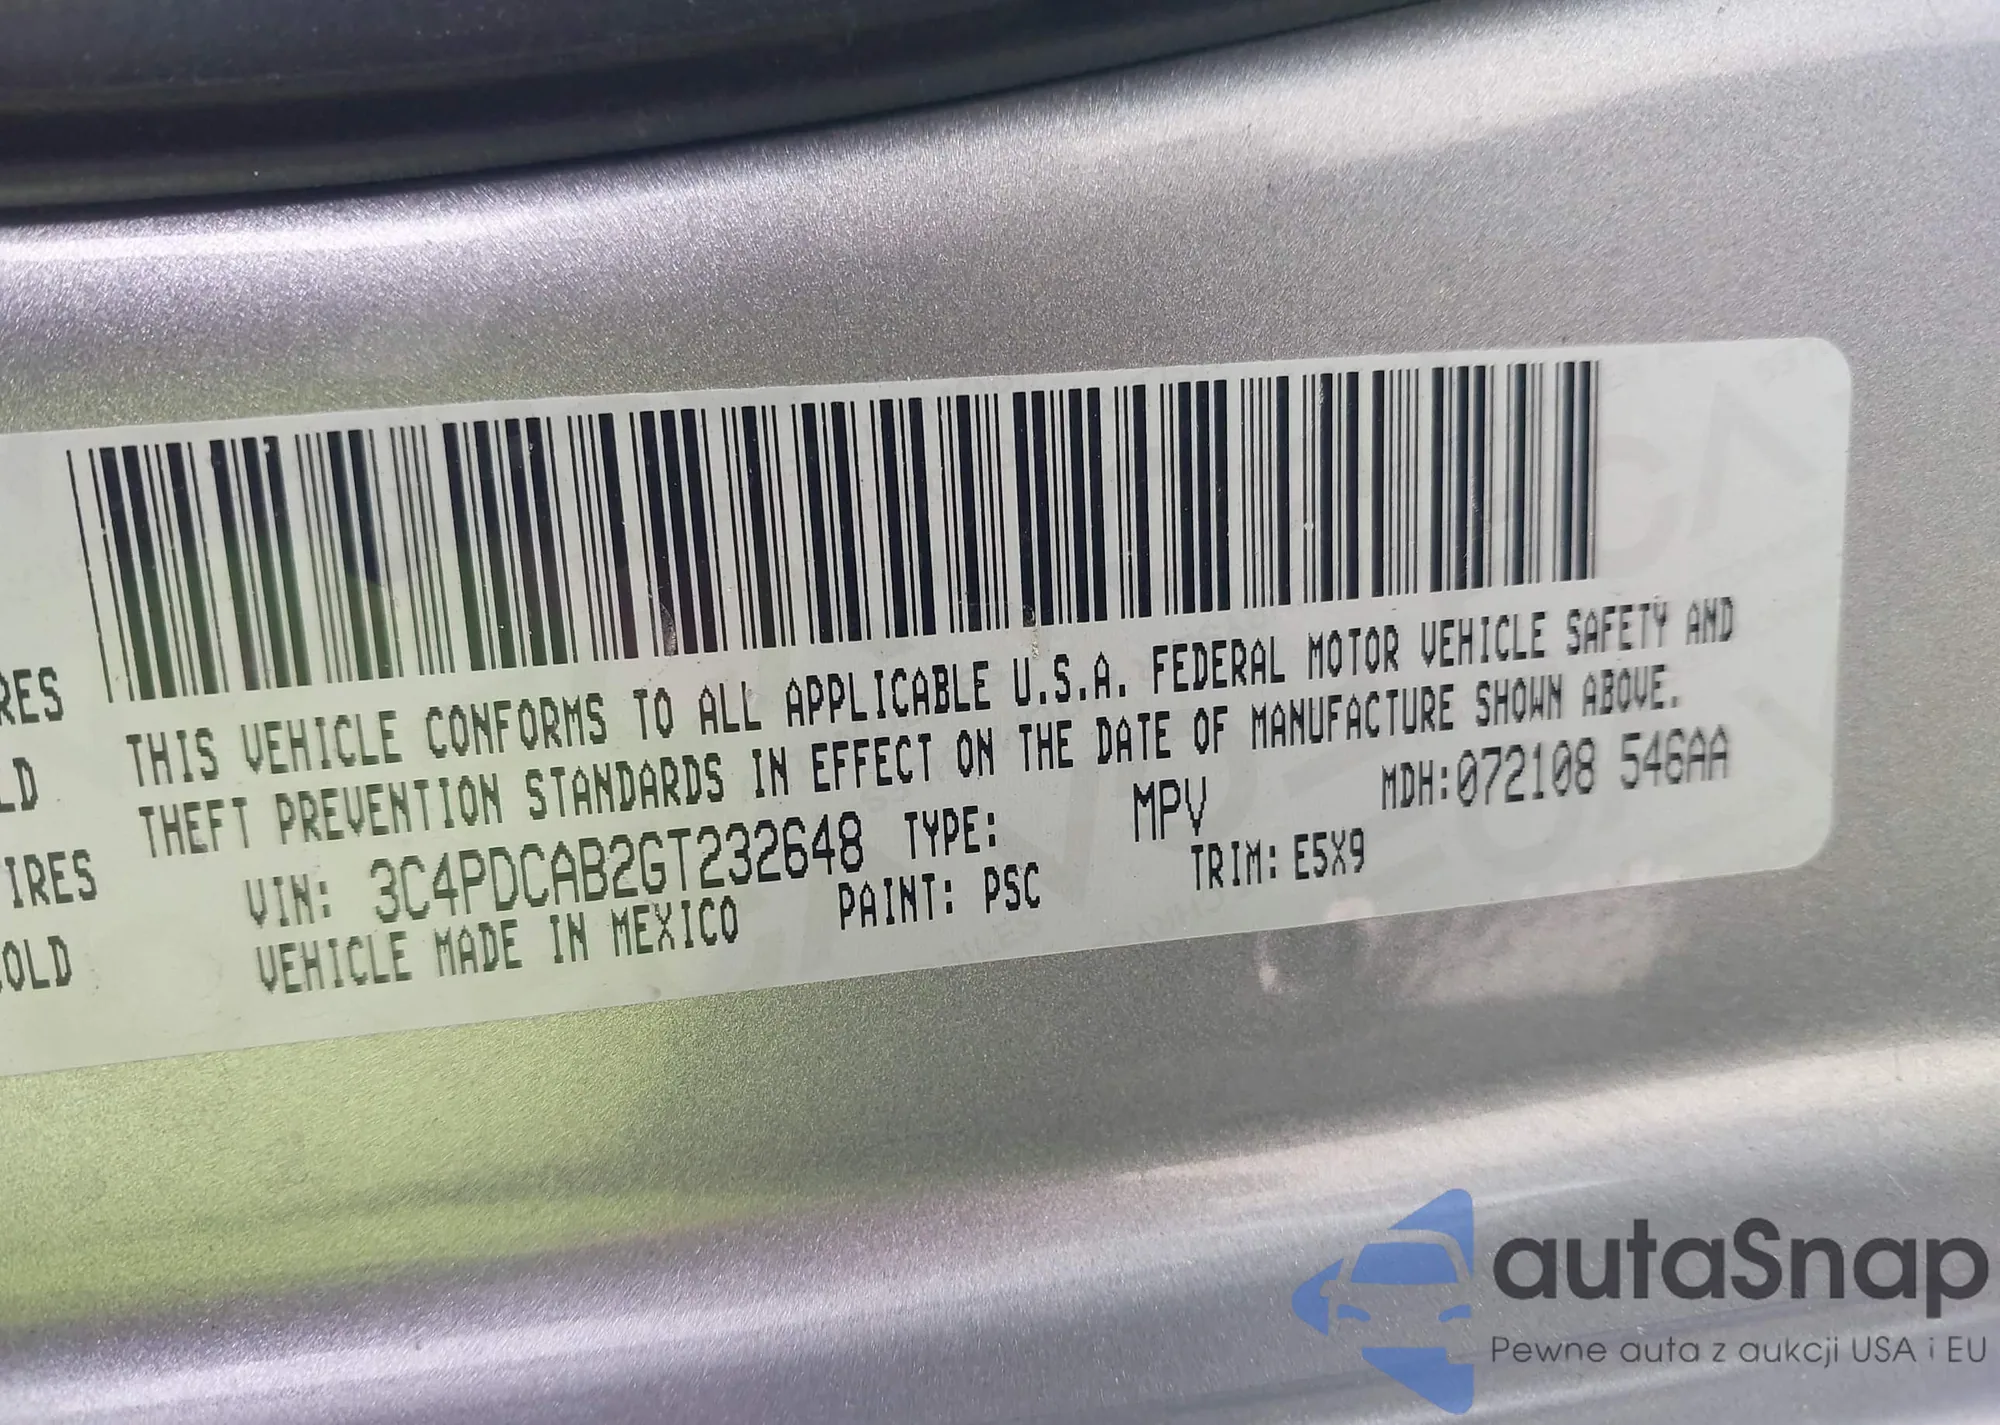 RES
LD
IRES
OLD
THIS VEHICLE CONFORMS TO ALL APPLICABLE U.S.A. FEDERAL MOTOR VEHICLE SAFETY AND
THEFT PREVENTION STANDARDS IN EFFECT ON THE DATE OF MANUFACTURE SHOWN ABOVE.
VIN: 3C4PDCAB2GT232648 TYPE: MPV MDH:072108 546AA
VEHICLE MADE IN MEXICO PAINT: PSC TRIM: E5X9
autaSnap
Pewne auta z aukcji USA i EU